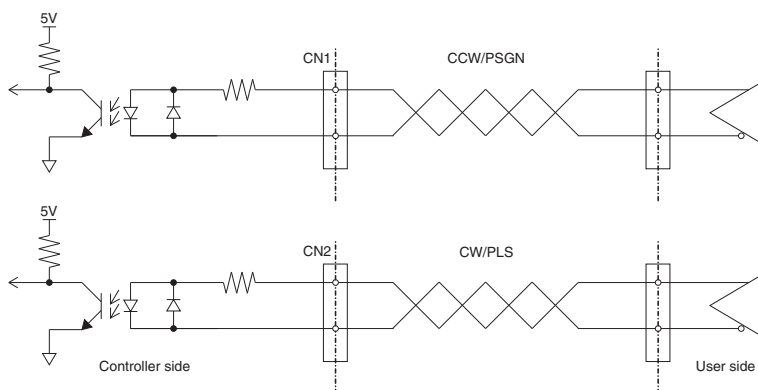 5V
CN1
CCW/PSGN
5V
CN2
CW/PLS
Controller side
User side